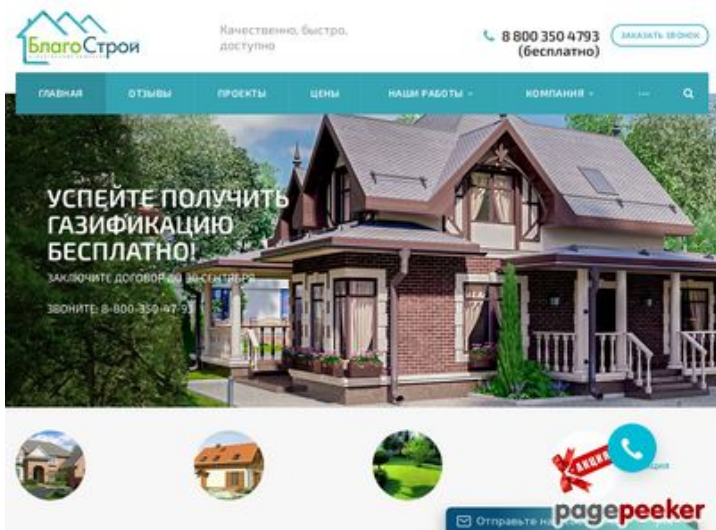 БлагоСтрой
Качественно, быстро,
доступно
8 800 350 4793
(бесплатно)
ЗАКАЗАТЬ ЗВОНОК
ГЛАВНАЯ ОТЗЫВЫ ПРОЕКТЫ ЦЕНЫ НАШИ РАБОТЫ КОМПАНИЯ ...
УСПЕЙТЕ ПОЛУЧИТЬ
ГАЗИФИКАЦИЮ
БЕСПЛАТНО!
ЗАКЛЮЧИТЕ ДОГОВОР ДО 30 СЕНТЯБРЯ
ЗВОНИТЕ: 8-800-350-47-93
АКЦИЯ
Отправьте
pagepeeker